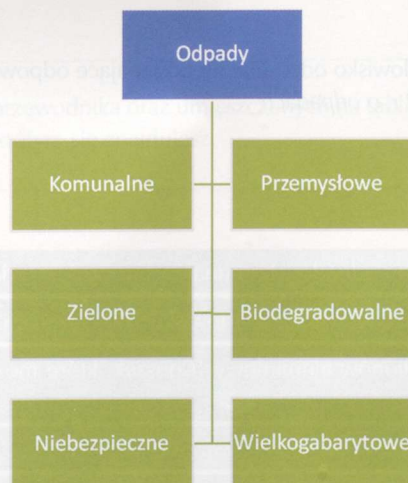 Odpady
Komunalne
Przemysłowe
Zielone
Biodegradowalne
Niebezpieczne
Wielkogabarytowe